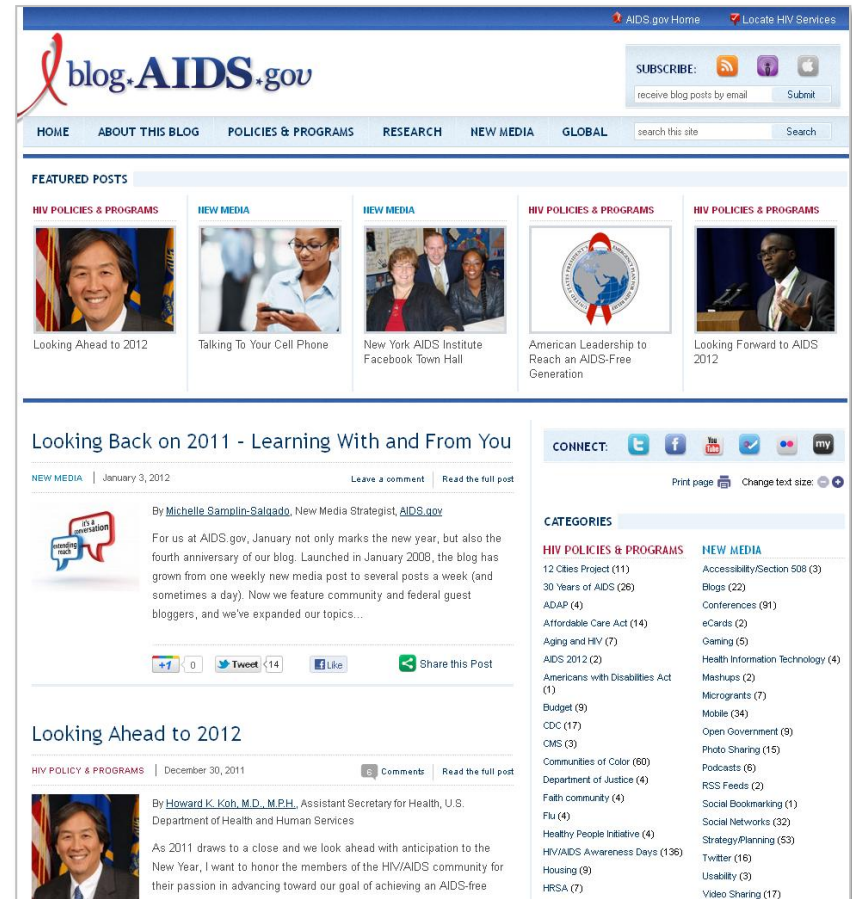 AIDS.gov Home Locate HIV Services
blog.AIDS.gov
SUBSCRIBE:
receive blog posts by email Submit
HOME ABOUT THIS BLOG POLICIES & PROGRAMS RESEARCH NEW MEDIA GLOBAL search this site Search
FEATURED POSTS
HIV POLICIES & PROGRAMS
Looking Ahead to 2012
NEW MEDIA
Talking To Your Cell Phone
NEW MEDIA
New York AIDS Institute
Facebook Town Hall
HIV POLICIES & PROGRAMS
American Leadership to
Reach an AIDS-Free
Generation
HIV POLICIES & PROGRAMS
Looking Forward to AIDS
2012
Looking Back on 2011 - Learning With and From You
NEW MEDIA | January 3, 2012 Leave a comment | Read the full post
it's a
conversation
extending
reach
By Michelle Samplin-Salgado, New Media Strategist, AIDS.gov
For us at AIDS.gov, January not only marks the new year, but also the
fourth anniversary of our blog. Launched in January 2008, the blog has
grown from one weekly new media post to several posts a week (and
sometimes a day). Now we feature community and federal guest
bloggers, and we've expanded our topics...
+1 0 Tweet 14 Like Share this Post
Looking Ahead to 2012
HIV POLICY & PROGRAMS | December 30, 2011 6 Comments | Read the full post
By Howard K. Koh, M.D., M.P.H., Assistant Secretary for Health, U.S.
Department of Health and Human Services
As 2011 draws to a close and we look ahead with anticipation to the
New Year, I want to honor the members of the HIV/AIDS community for
their passion in advancing toward our goal of achieving an AIDS-free
CONNECT: You Tube my
Print page Change text size:
CATEGORIES
HIV POLICIES & PROGRAMS
12 Cities Project (11)
30 Years of AIDS (26)
ADAP (4)
Affordable Care Act (14)
Aging and HIV (7)
AIDS 2012 (2)
Americans with Disabilities Act
(1)
Budget (9)
CDC (17)
CMS (3)
Communities of Color (60)
Department of Justice (4)
Faith community (4)
Flu (4)
Healthy People Initiative (4)
HIV/AIDS Awareness Days (136)
Housing (9)
HRSA (7)
NEW MEDIA
Accessibility/Section 508 (3)
Blogs (22)
Conferences (91)
eCards (2)
Gaming (5)
Health Information Technology (4)
Mashups (2)
Microgrants (7)
Mobile (34)
Open Government (9)
Photo Sharing (15)
Podcasts (6)
RSS Feeds (2)
Social Bookmarking (1)
Social Networks (32)
Strategy/Planning (53)
Twitter (16)
Usability (3)
Video Sharing (17)